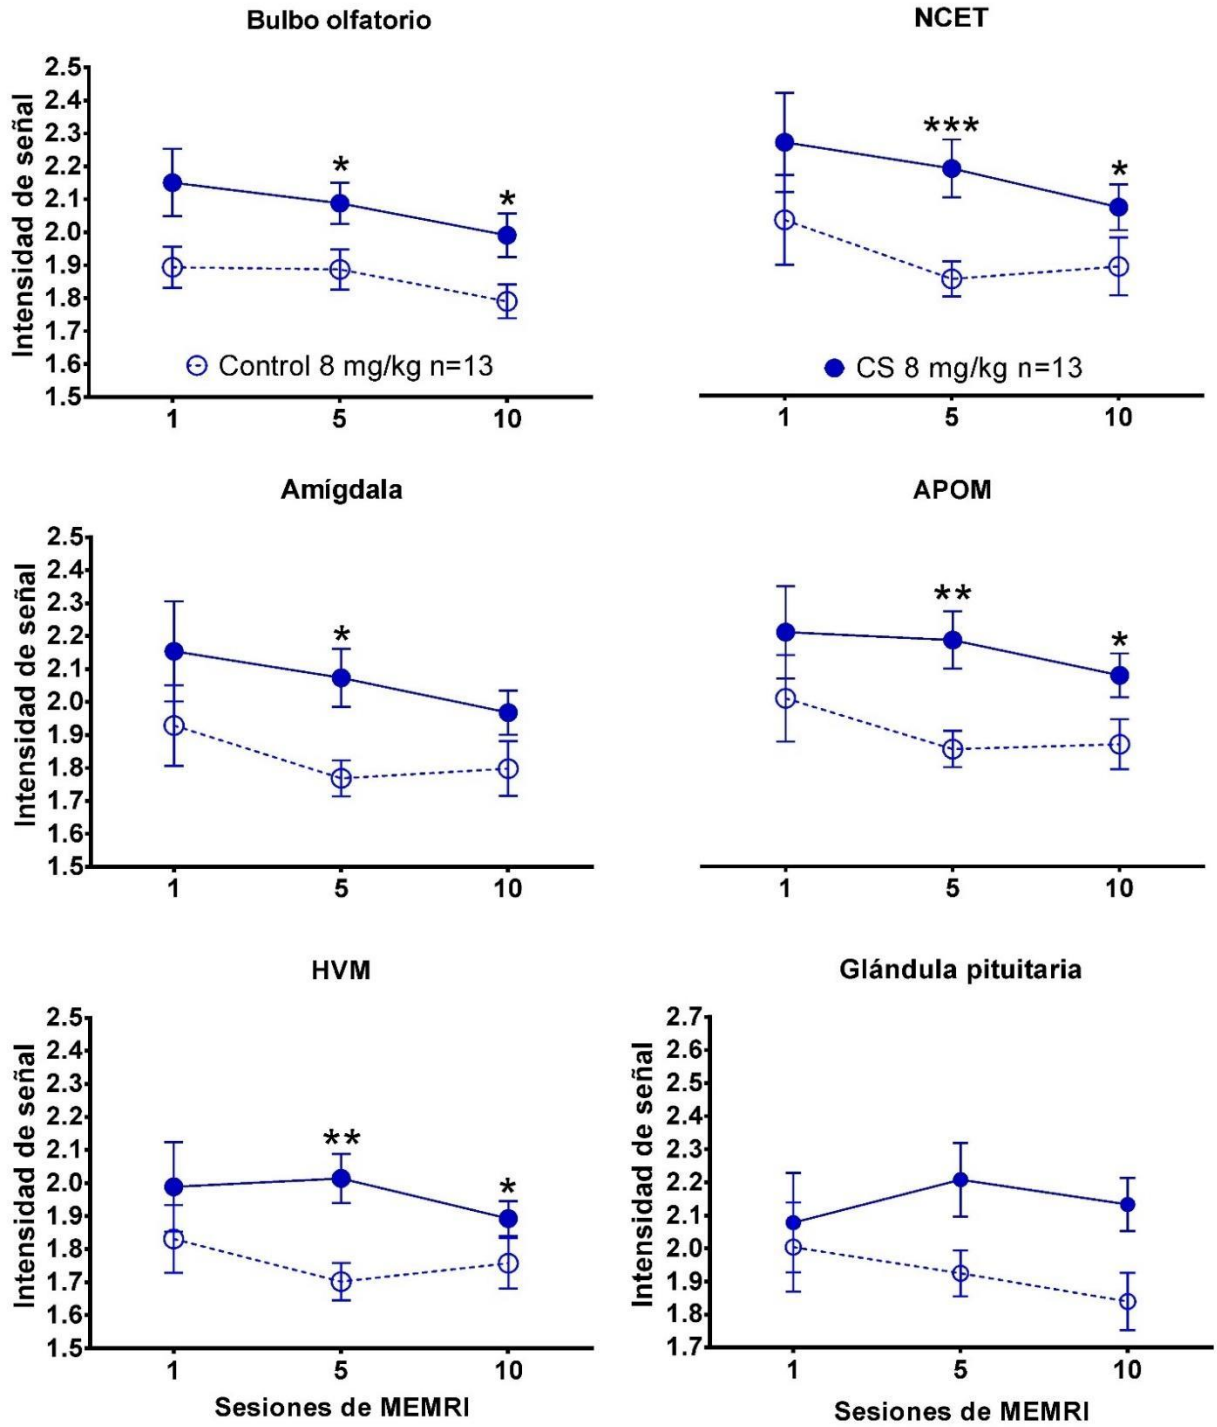 Bulbo olfatorio
Intensidad de señal
2.5
2.4
2.3
2.2
2.1
2.0
1.9
1.8
1.7
1.6
1.5
*
*
Control 8 mg/kg n=13
1 5 10
NCET
***
*
CS 8 mg/kg n=13
1 5 10
Amígdala
Intensidad de señal
2.5
2.4
2.3
2.2
2.1
2.0
1.9
1.8
1.7
1.6
1.5
*
1 5 10
APOM
**
*
1 5 10
HVM
Intensidad de señal
2.5
2.4
2.3
2.2
2.1
2.0
1.9
1.8
1.7
1.6
1.5
**
*
1 5 10
Sesiones de MEMRI
Glándula pituitaria
Intensidad de señal
2.7
2.6
2.5
2.4
2.3
2.2
2.1
2.0
1.9
1.8
1.7
1 5 10
Sesiones de MEMRI